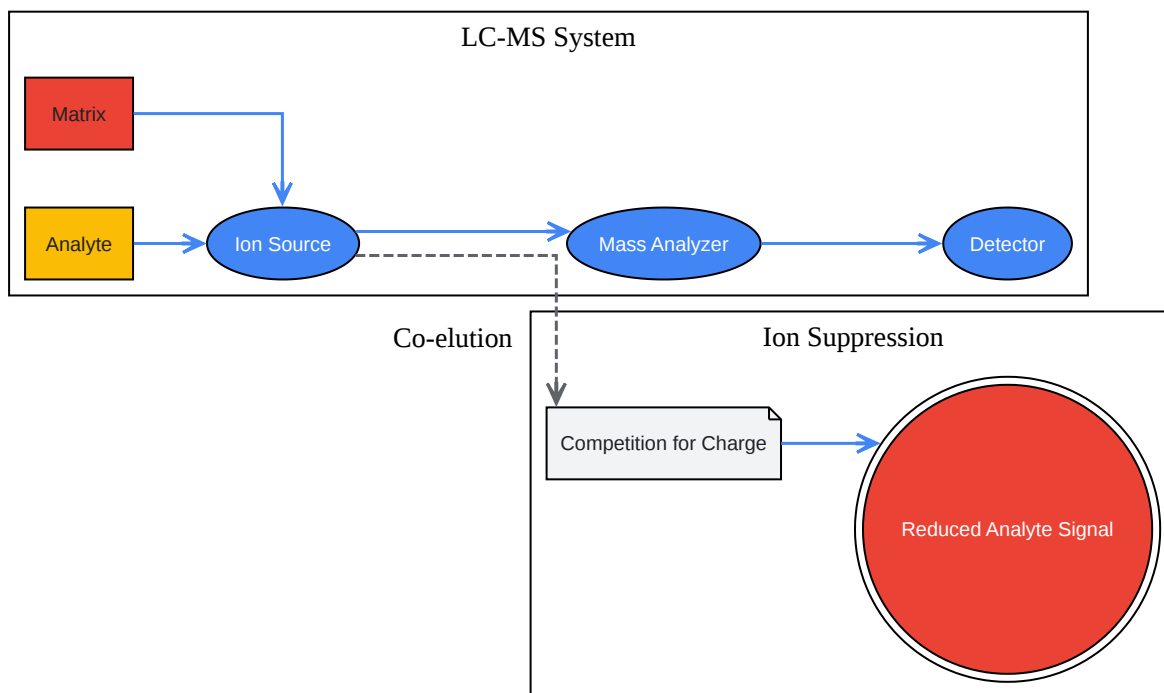 LC-MS System
Matrix
Analyte
Ion Source
Mass Analyzer
Detector
Co-elution
Ion Suppression
Competition for Charge
Reduced Analyte Signal